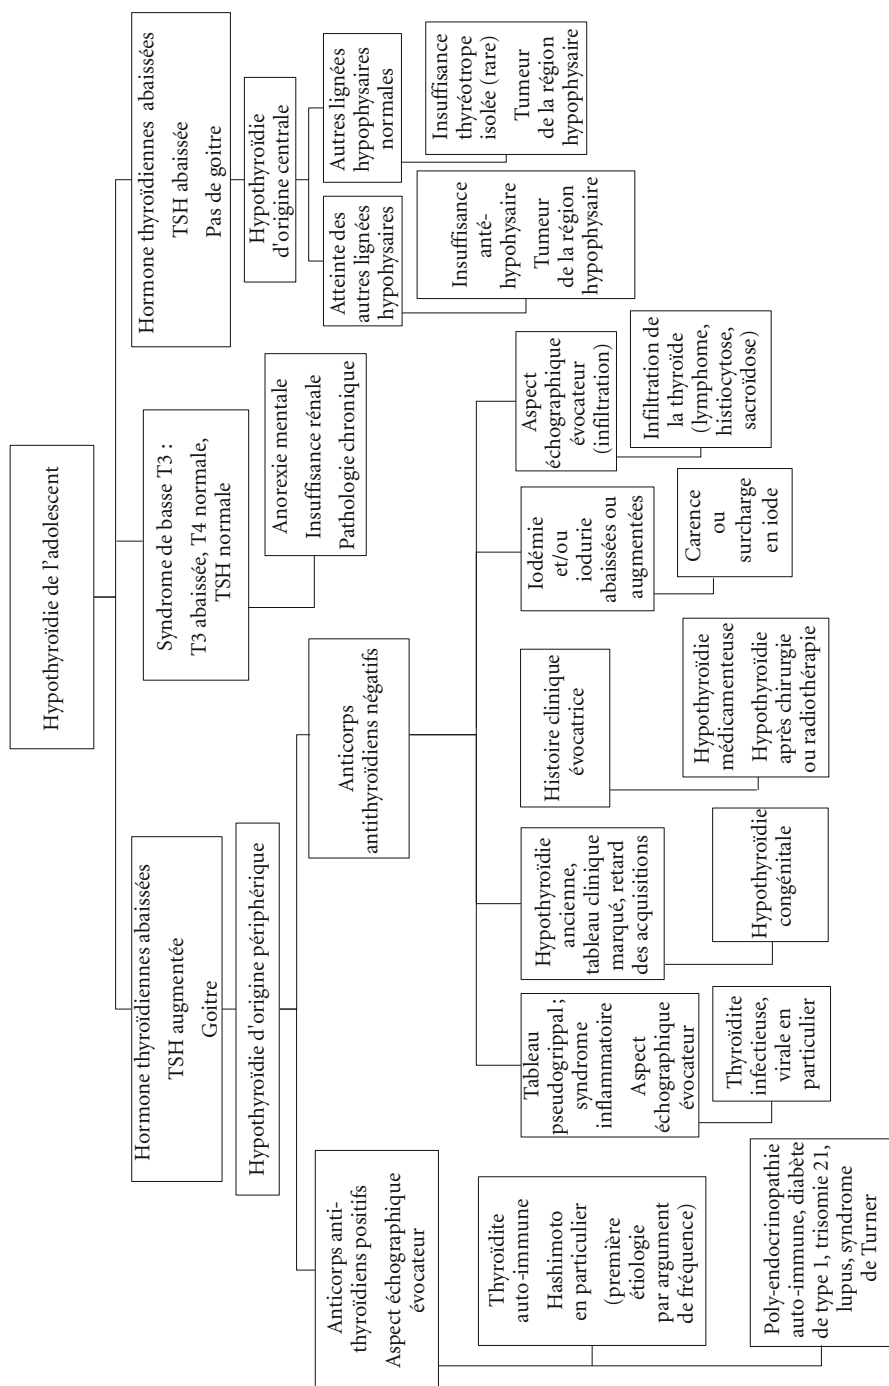 Hypothyroïdie de l'adolescent
Hormone thyroïdiennes abaissées
TSH augmentée
Goitre
Syndrome de basse T3 :
T3 abaissée, T4 normale,
TSH normale
Hormone thyroïdiennes abaissées
TSH abaissée
Pas de goitre
Hypothyroïdie d'origine périphérique
Anorexie mentale
Insuffisance rénale
Pathologie chronique
Hypothyroïdie
d'origine centrale
Anticorps anti-
thyroïdiens positifs
Aspect échographique
évocateur
Anticorps
antithyroïdiens négatifs
Atteinte des
autres lignées
hypohysaires
Autres lignées
hypophysaires
normales
Insuffisance
anté-
hypohysaire
Tumeur
de la région
hypophysaire
Insuffisance
thyréotrope
isolée (rare)
Tumeur
de la région
hypophysaire
Thyroïdite
auto-immune
Hashimoto
en particulier
(première
étiologie
par argument
de fréquence)
Tableau
pseudogrippal ;
syndrome
inflammatoire
Aspect
échographique
évocateur
Hypothyroïdie
ancienne,
tableau clinique
marqué, retard
des acquisitions
Histoire clinique
évocatrice
Iodémie
et/ou
iodurie
abaissées ou
augmentées
Aspect
échographique
évocateur
(infiltration)
Poly-endocrinopathie
auto-immune, diabète
de type 1, trisomie 21,
lupus, syndrome
de Turner
Thyroïdite
infectieuse,
virale en
particulier
Hypothyroïdie
congénitale
Hypothyroïdie
médicamenteuse
Hypothyroïdie
après chirurgie
ou radiothérapie
Carence
ou
surcharge
en iode
Infiltration de
la thyroïde
(lymphome,
histiocytose,
sacroïdose)